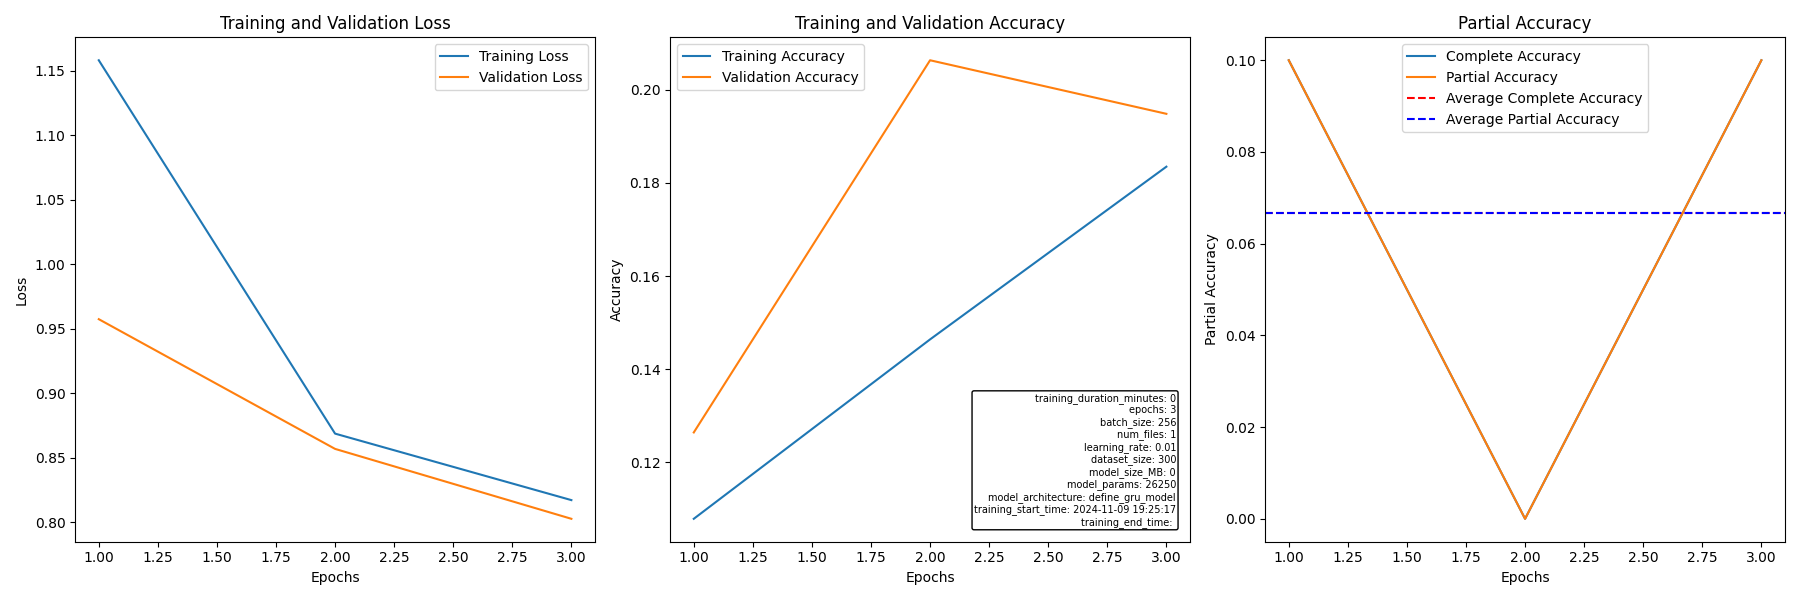 Training and Validation Loss
Training Loss
Validation Loss
1.15
1.10
1.05
1.00
0.95
0.90
0.85
0.80
Loss
1.00 1.25 1.50 1.75 2.00 2.25 2.50 2.75 3.00
Epochs
Training and Validation Accuracy
Training Accuracy
Validation Accuracy
0.20
0.18
0.16
0.14
0.12
Accuracy
training_duration_minutes: 0
epochs: 3
batch_size: 256
num_files: 1
learning_rate: 0.01
dataset_size: 300
model_size_MB: 0
model_params: 26250
model_architecture: define_gru_model
training_start_time: 2024-11-09 19:25:17
training_end_time:
1.00 1.25 1.50 1.75 2.00 2.25 2.50 2.75 3.00
Epochs
Partial Accuracy
Complete Accuracy
Partial Accuracy
Average Complete Accuracy
Average Partial Accuracy
0.10
0.08
0.06
0.04
0.02
0.00
Partial Accuracy
1.00 1.25 1.50 1.75 2.00 2.25 2.50 2.75 3.00
Epochs